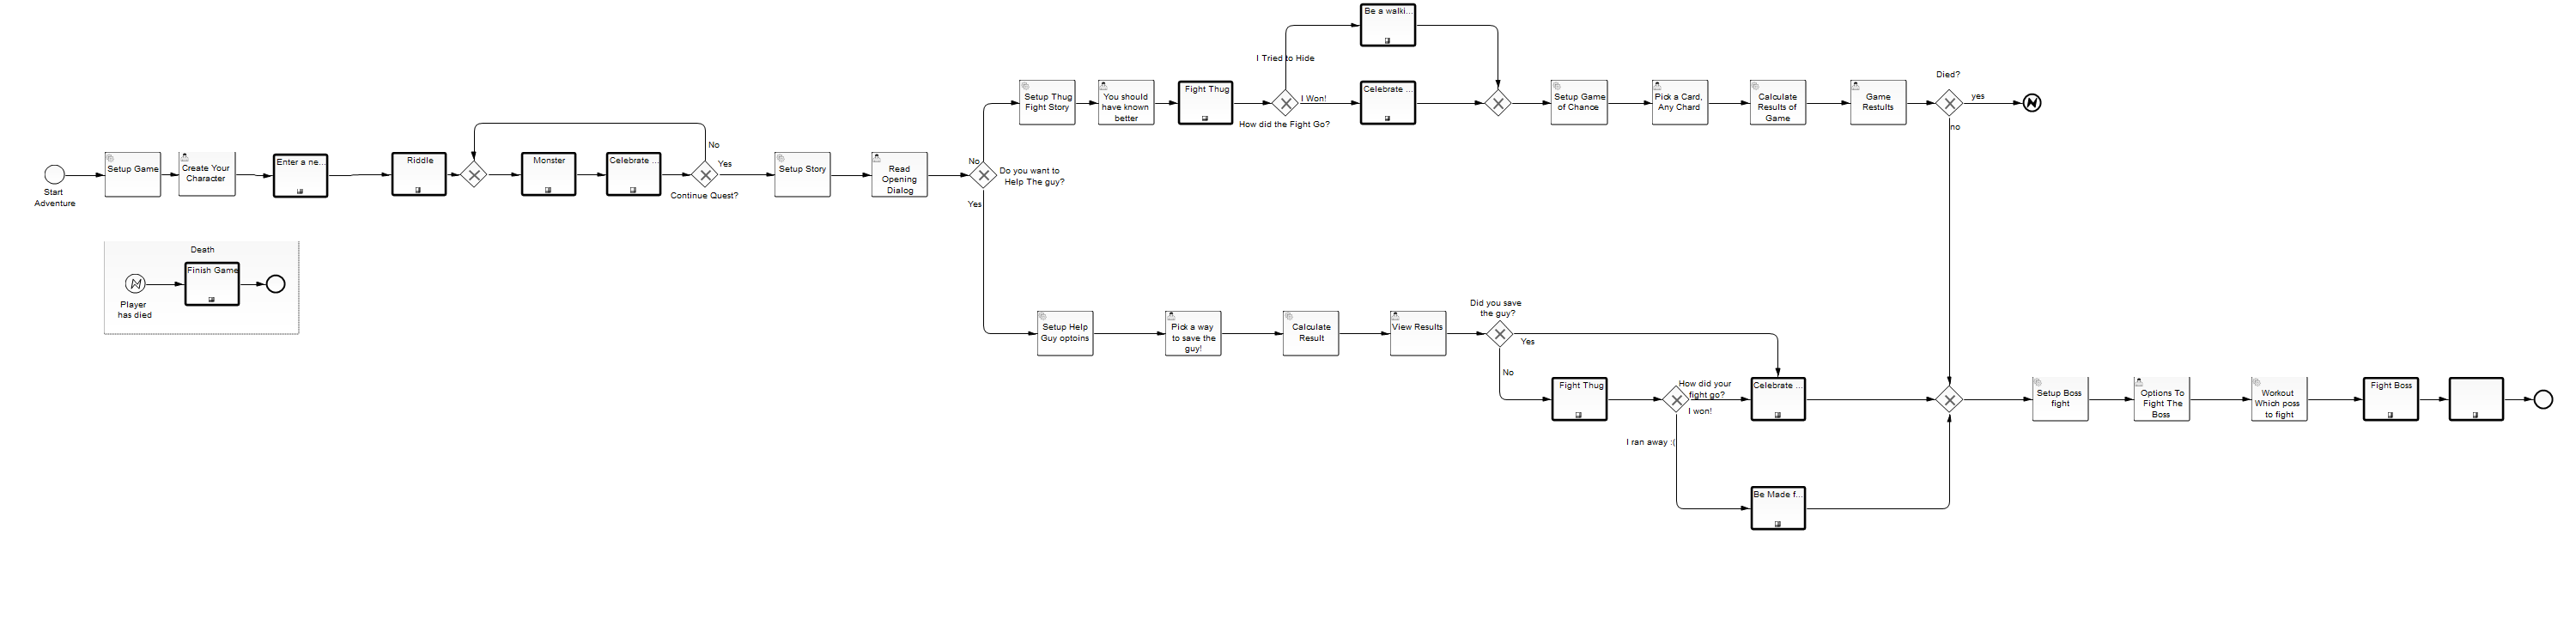 Start
Adventure
Setup Game
Create Your
Character
Enter a ne...
Riddle
Monster
Celebrate ...
No
Yes
Continue Quest?
Setup Story
Read
Opening
Dialog
No
Do you want to
Help The guy?
Yes
Setup Thug
Fight Story
You should
have known
better
Fight Thug
I Tried to Hide
I Won!
How did the Fight Go?
Be a walki...
Celebrate ...
Setup Game
of Chance
Pick a Card,
Any Chard
Calculate
Results of
Game
Game
Restults
Died?
yes
no
Death
Player
has died
Finish Game
Setup Help
Guy optoins
Pick a way
to save the
guy!
Calculate
Result
View Results
Did you save
the guy?
Yes
No
Fight Thug
How did your
fight go?
I won!
I ran away :(
Celebrate ...
Be Made f...
Setup Boss
fight
Options To
Fight The
Boss
Workout
Which poss
to fight
Fight Boss